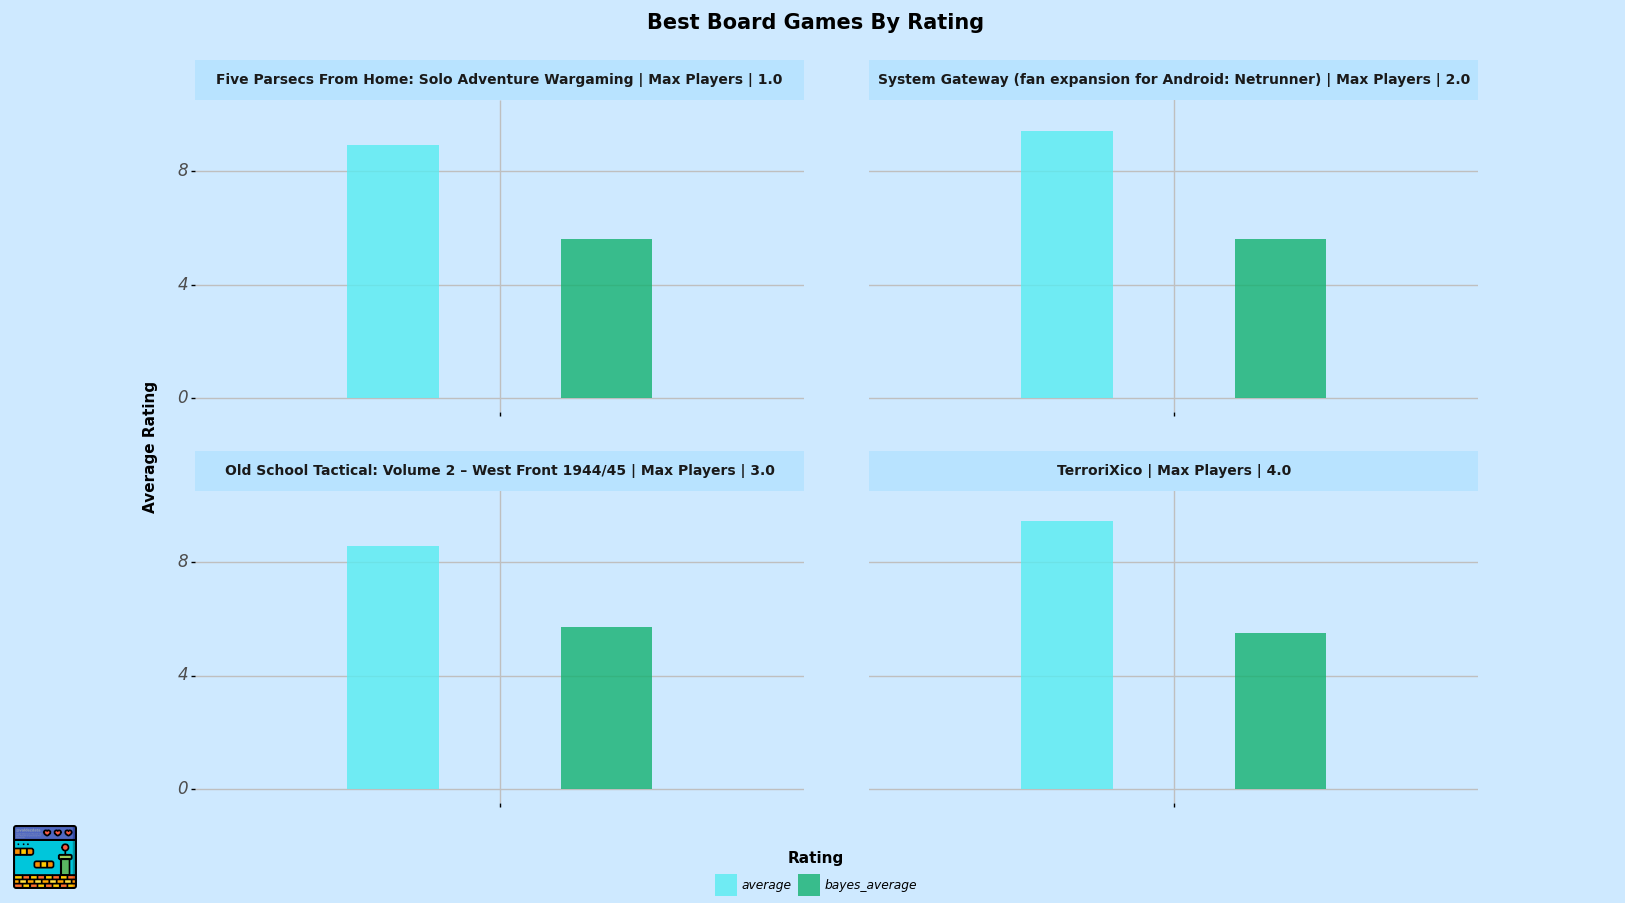 Best Board Games By Rating
Five Parsecs From Home: Solo Adventure Wargaming | Max Players | 1.0
System Gateway (fan expansion for Android: Netrunner) | Max Players | 2.0
8
4
0
Average Rating
Old School Tactical: Volume 2 – West Front 1944/45 | Max Players | 3.0
TerroriXico | Max Players | 4.0
8
4
0
Rating
average
bayes_average